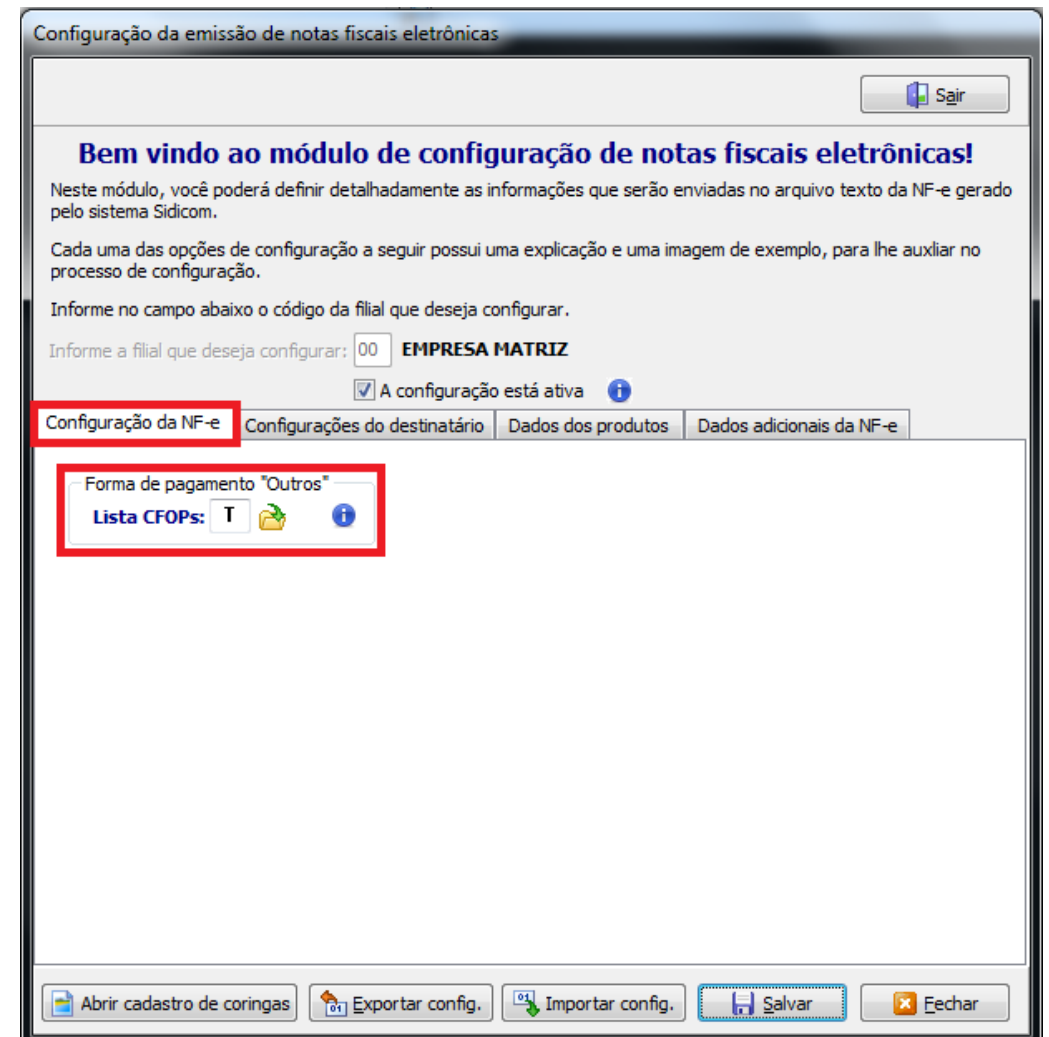 Configuração da emissão de notas fiscais eletrônicas
Sair
Bem vindo ao módulo de configuração de notas fiscais eletrônicas!
Neste módulo, você poderá definir detalhadamente as informações que serão enviadas no arquivo texto da NF-e gerado
pelo sistema Sidicom.
Cada uma das opções de configuração a seguir possui uma explicação e uma imagem de exemplo, para lhe auxliar no
processo de configuração.
Informe no campo abaixo o código da filial que deseja configurar.
Informe a filial que deseja configurar: 00 EMPRESA MATRIZ
A configuração está ativa
Configuração da NF-e Configurações do destinatário Dados dos produtos Dados adicionais da NF-e
Forma de pagamento "Outros"
Lista CFOPs: T
Abrir cadastro de coringas Exportar config. Importar config. Salvar Fechar